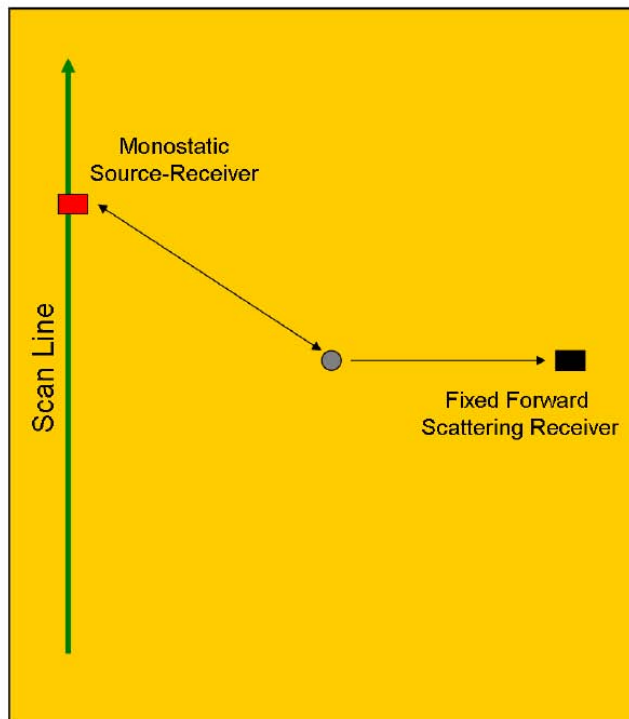 Monostatic
Source-Receiver
Scan Line
Fixed Forward
Scattering Receiver